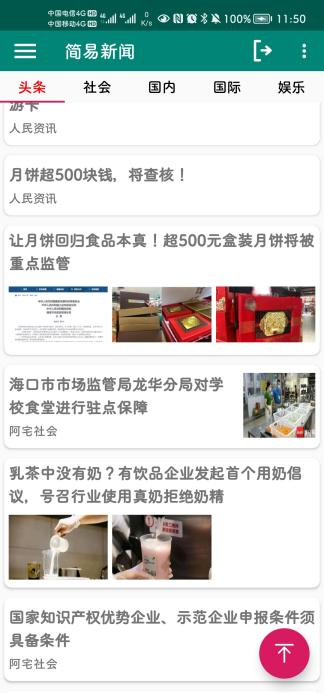 中国电信4G HD
中国移动4G HD
4G
4G
0
K/s
100%
11:50
简易新闻
头条
社会
国内
国际
娱乐
游卡
人民资讯
月饼超500块钱，将查核！
人民资讯
让月饼回归食品本真！超500元盒装月饼将被
重点监管
海口市市场监管局龙华分局对学
校食堂进行驻点保障
阿宅社会
乳茶中没有奶？有饮品企业发起首个用奶倡
议，号召行业使用真奶拒绝奶精
国家知识产权优势企业、示范企业申报条件须
具备条件
阿宅社会